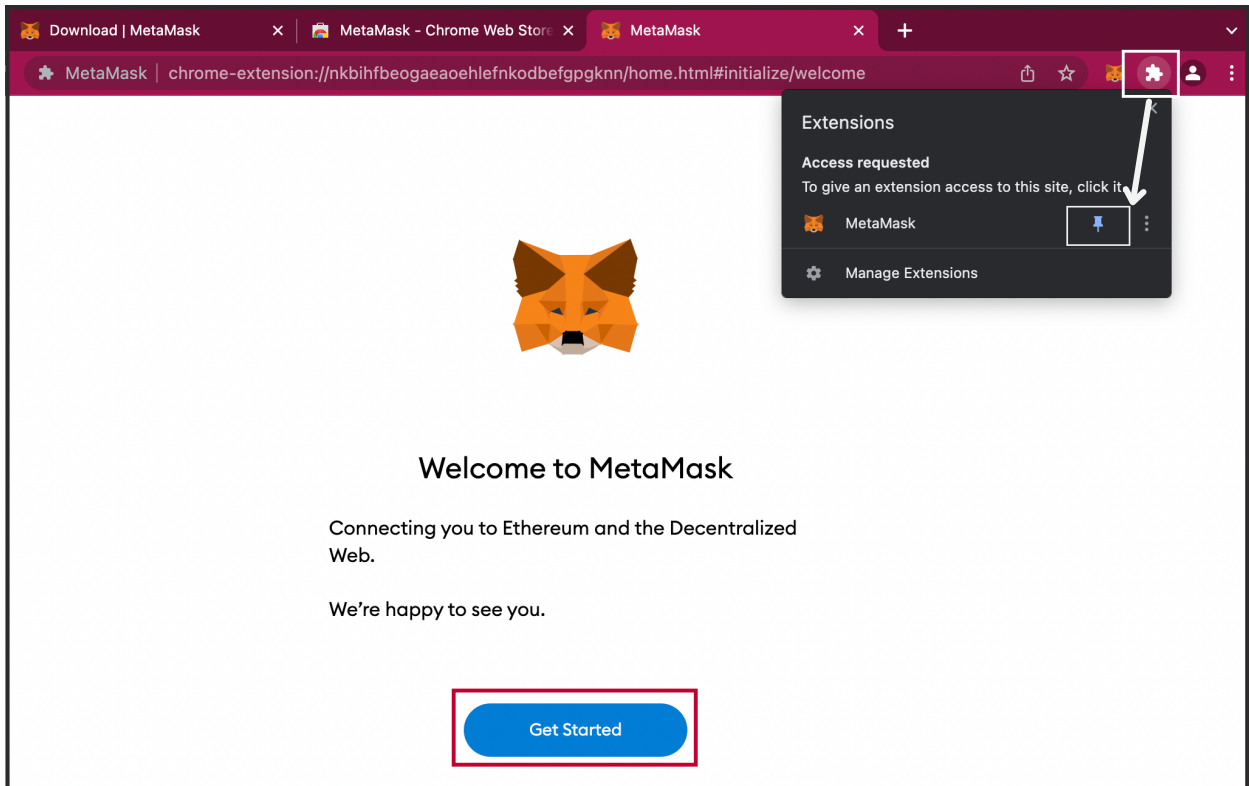 Download | MetaMask
MetaMask - Chrome Web Store
MetaMask
MetaMask | chrome-extension://nkbihfbeogaeaoehlefnkodbefgpgknn/home.html#initialize/welcome
Extensions
Access requested
To give an extension access to this site, click it
MetaMask
Manage Extensions
Welcome to MetaMask
Connecting you to Ethereum and the Decentralized
Web.
We’re happy to see you.
Get Started